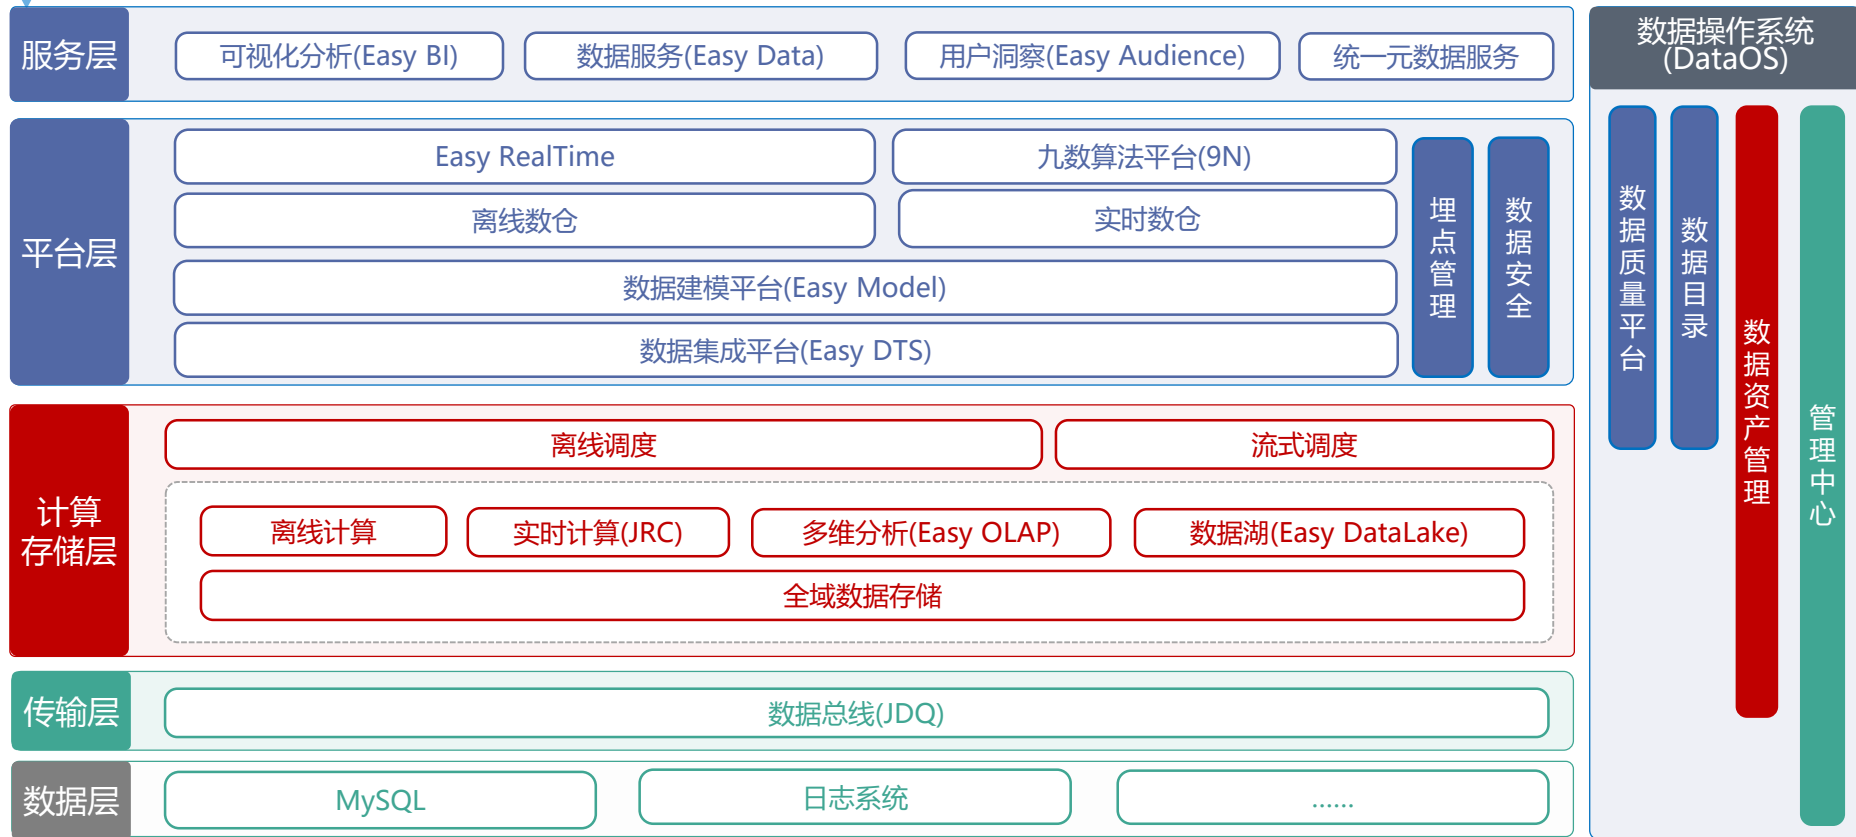 服务层
可视化分析(Easy BI)
数据服务(Easy Data)
用户洞察(Easy Audience)
统一元数据服务
平台层
Easy RealTime
九数算法平台(9N)
离线数仓
实时数仓
数据建模平台(Easy Model)
数据集成平台(Easy DTS)
埋点管理
数据安全
计算
存储层
离线调度
流式调度
离线计算
实时计算(JRC)
多维分析(Easy OLAP)
数据湖(Easy DataLake)
全域数据存储
传输层
数据总线(JDQ)
数据层
MySQL
日志系统
......
数据操作系统
(DataOS)
数据质量平台
数据目录
数据资产管理
管理中心